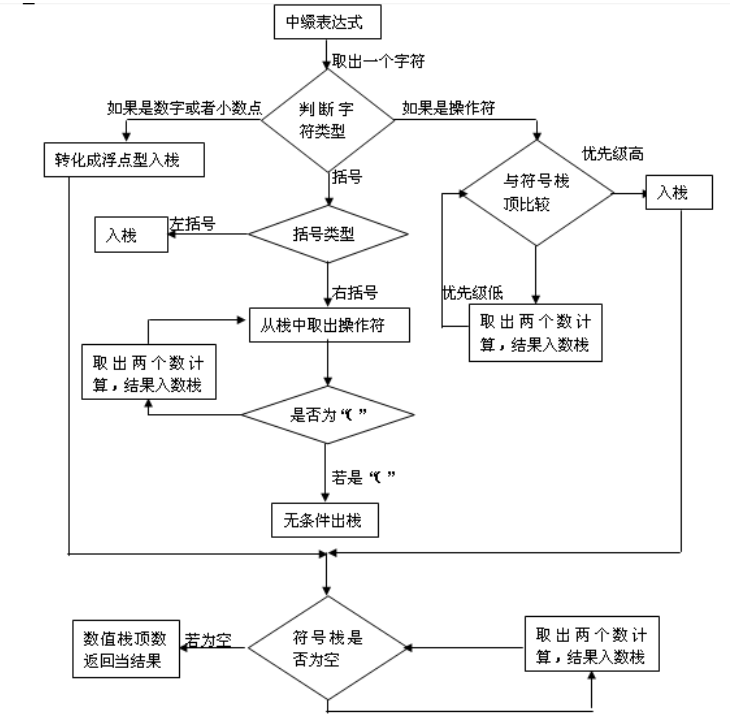 中缀表达式
取出一个字符
判断字
符类型
如果是数字或者小数点
如果是操作符
转化成浮点型入栈
括号
与符号栈
顶比较
优先级高
入栈
括号类型
左括号
入栈
右括号
优先级低
取出两个数计
算,结果入数栈
从栈中取出操作符
取出两个数计
算,结果入数栈
是否为“(”
若是“(”
无条件出栈
符号栈是
否为空
若为空
数值栈顶数
返回当结果
取出两个数计
算,结果入数栈